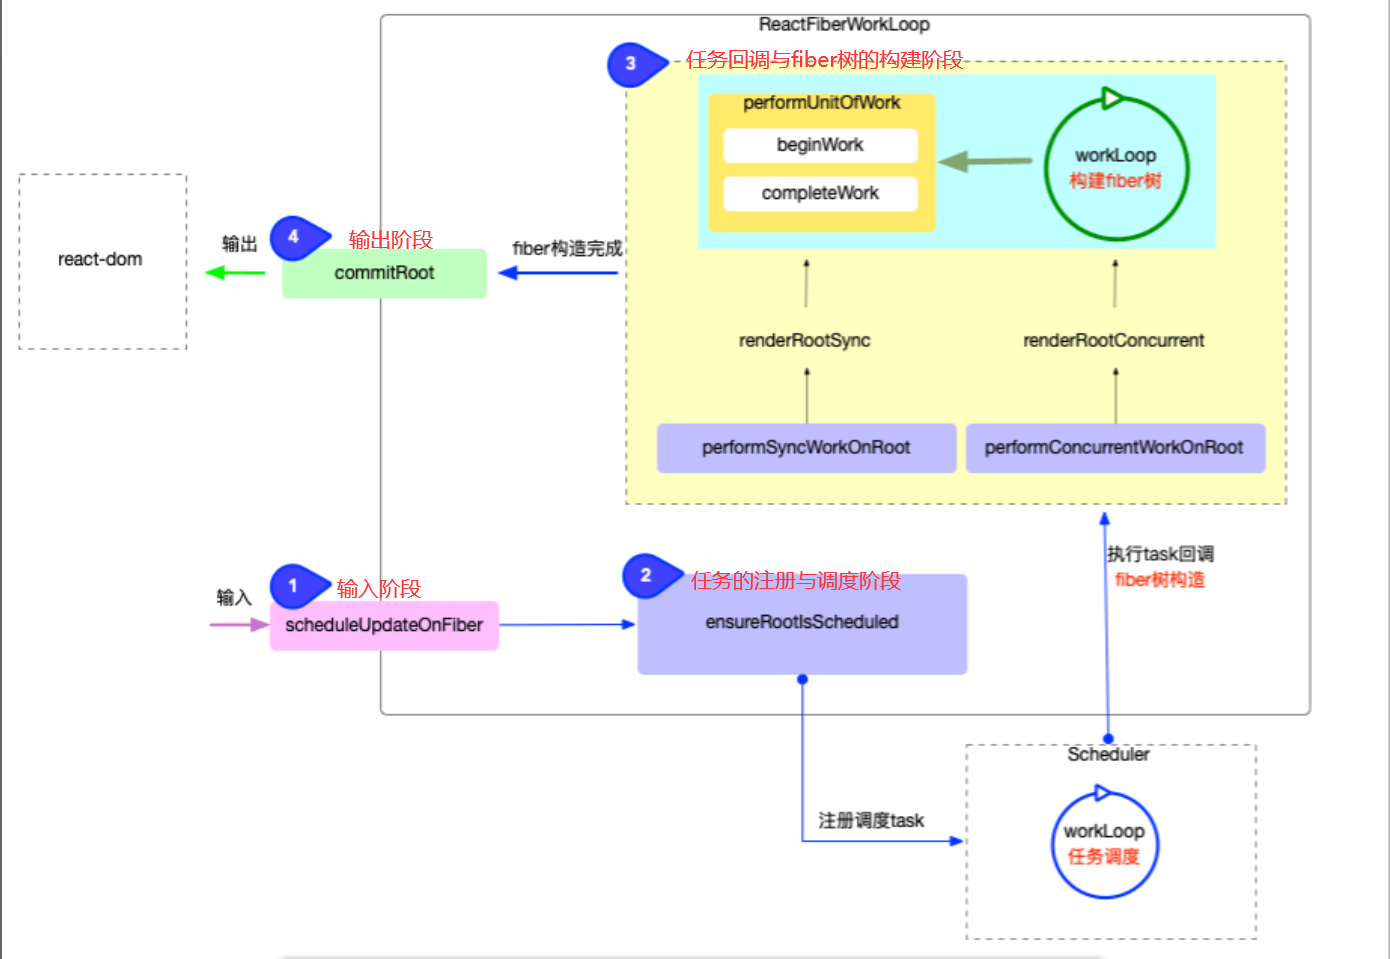 ReactFiberWorkLoop
3
任务回调与fiber树的构建阶段
performUnitOfWork
beginWork
completeWork
workLoop
构建fiber树
4
输出阶段
输出
commitRoot
fiber构造完成
react-dom
renderRootSync
renderRootConcurrent
performSyncWorkOnRoot
performConcurrentWorkOnRoot
执行task回调
fiber树构造
1
输入阶段
输入
scheduleUpdateOnFiber
2
任务的注册与调度阶段
ensureRootIsScheduled
注册调度task
Scheduler
workLoop
任务调度